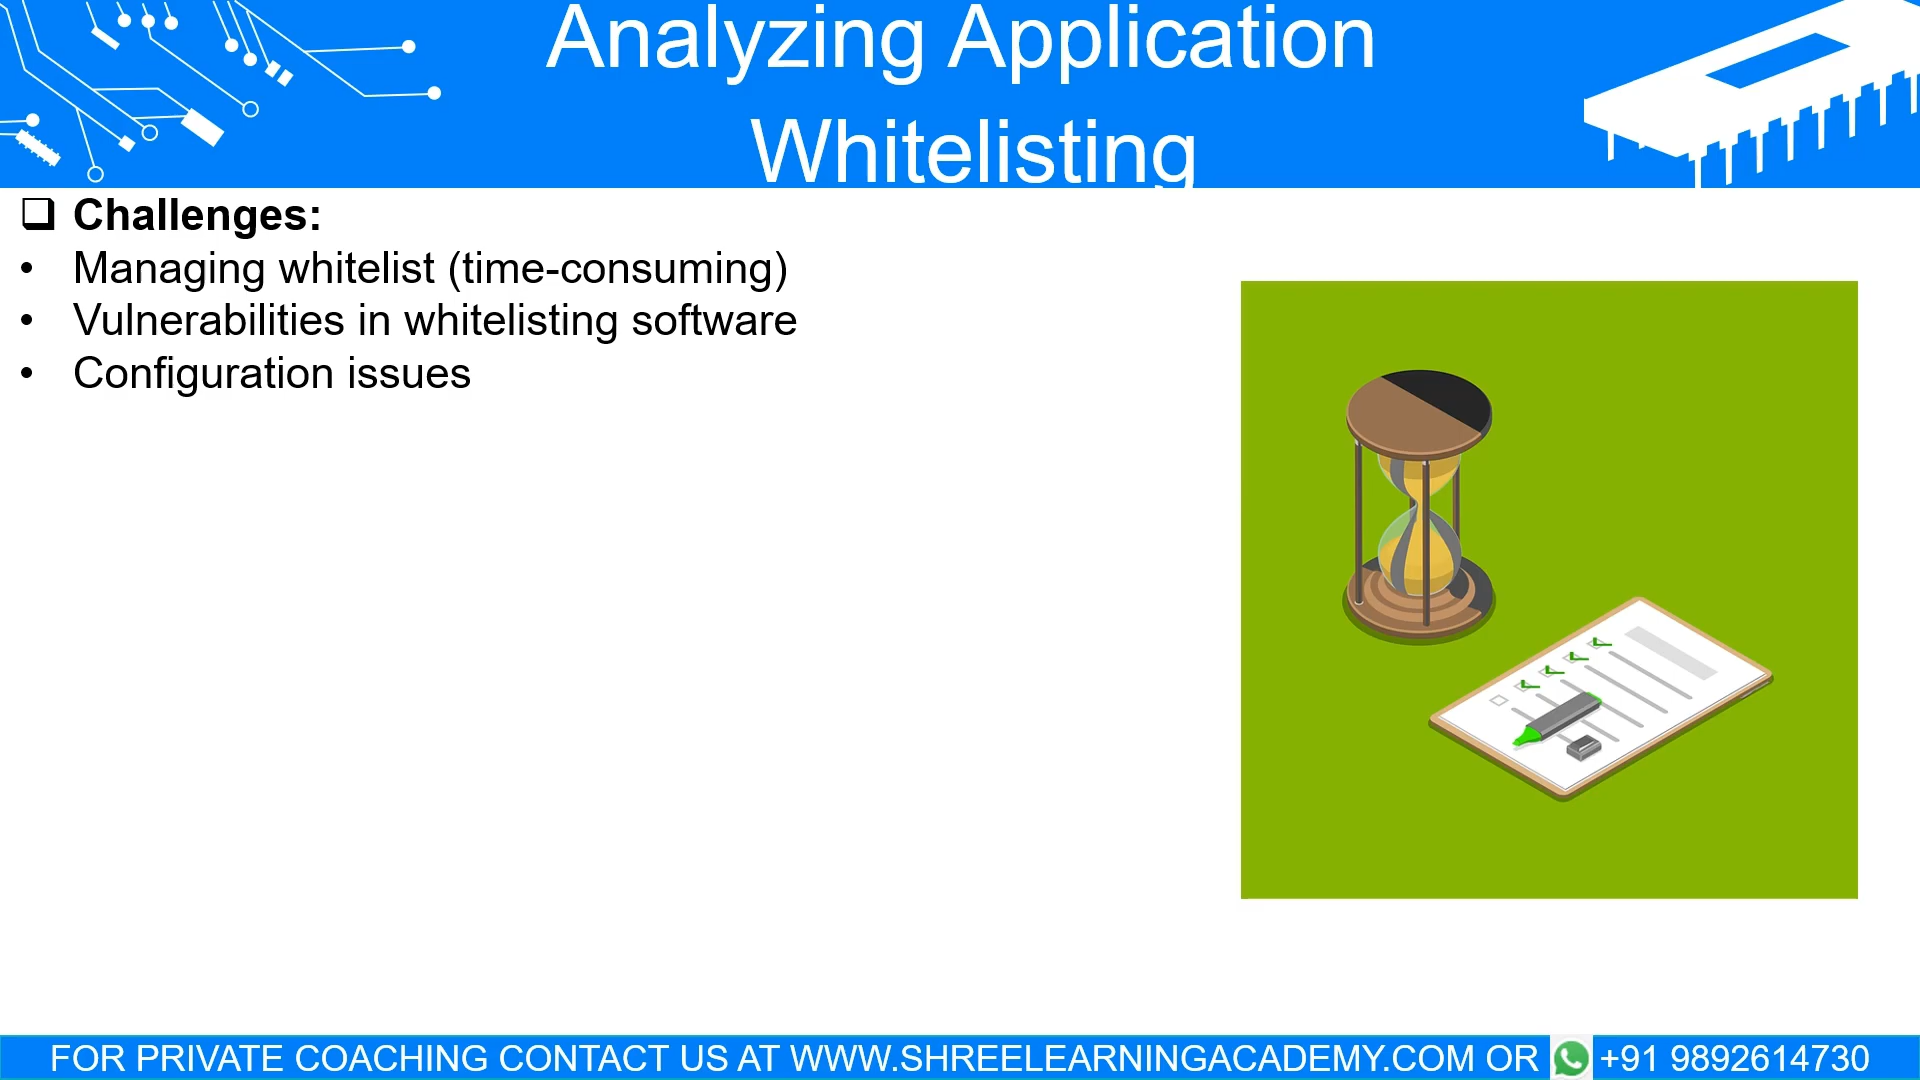 Analyzing Application
Whitelisting
Challenges:
• Managing whitelist (time-consuming)
• Vulnerabilities in whitelisting software
• Configuration issues
FOR PRIVATE COACHING CONTACT US AT WWW.SHREELEARNINGACADEMY.COM OR +91 9892614730